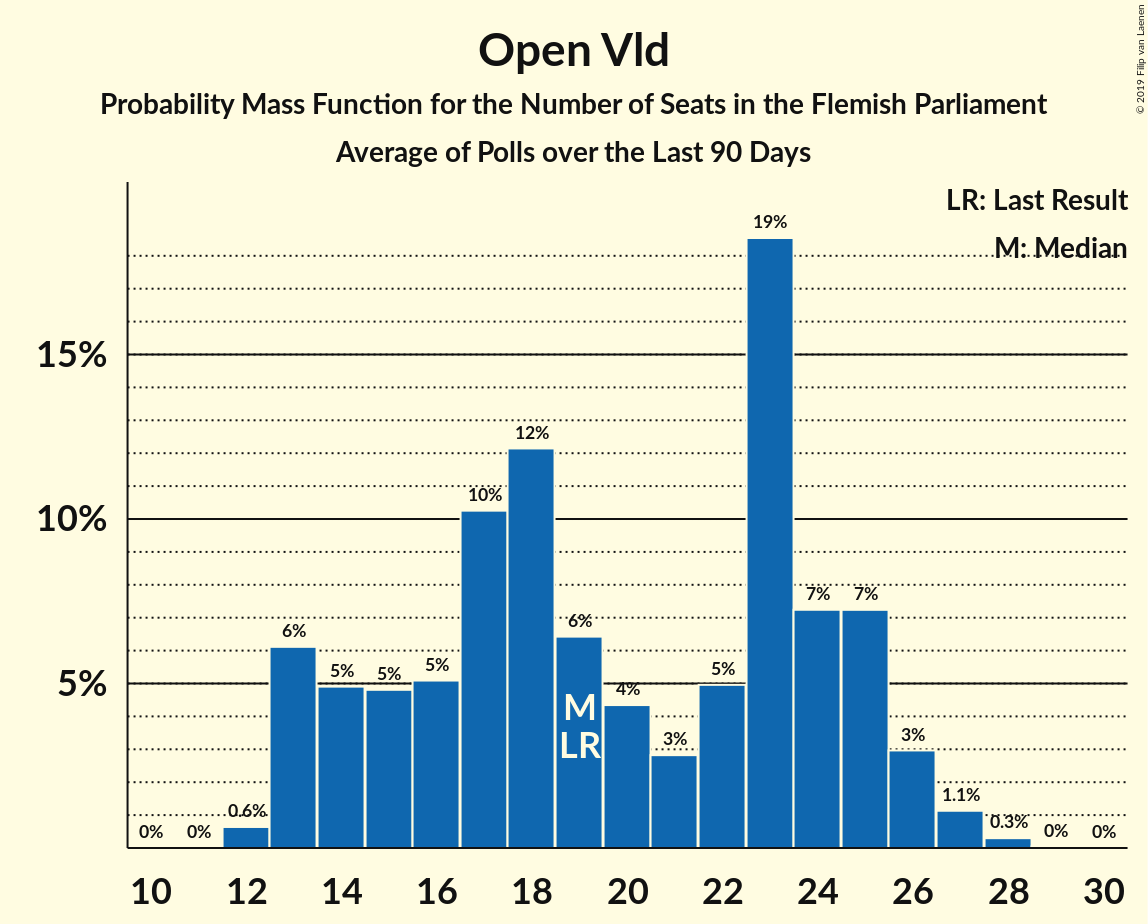 Open Vld
Probability Mass Function for the Number of Seats in the Flemish Parliament
Average of Polls over the Last 90 Days
© 2019 Filip van Laenen
LR: Last Result
M: Median
19%
15%
12%
10%
10%
7%
7%
6%
6%
5%
5%
5%
5%
5%
4%
3%
3%
M
LR
1.1%
0.6%
0.3%
0%
0%
0%
0%
10 12 14 16 18 20 22 24 26 28 30